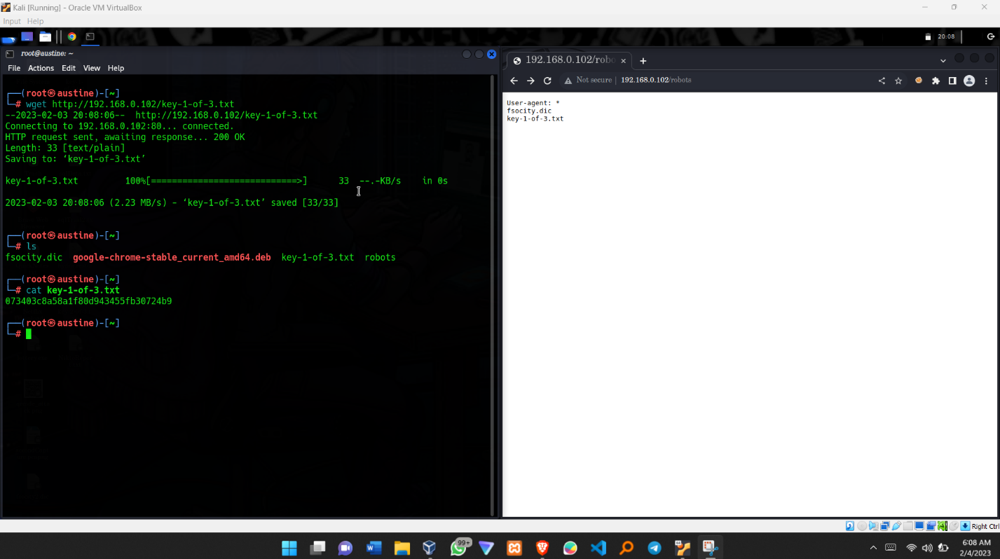 Kali [Running] - Oracle VM VirtualBox
Input Help
20:08
root@austine: ~
File Actions Edit View Help
┌──(root㉿austine)-[~]
└─# wget http://192.168.0.102/key-1-of-3.txt
--2023-02-03 20:08:06-- http://192.168.0.102/key-1-of-3.txt
Connecting to 192.168.0.102:80... connected.
HTTP request sent, awaiting response... 200 OK
Length: 33 [text/plain]
Saving to: ‘key-1-of-3.txt’
key-1-of-3.txt 100%[===========================>] 33 --.-KB/s in 0s
2023-02-03 20:08:06 (2.23 MB/s) - ‘key-1-of-3.txt’ saved [33/33]
┌──(root㉿austine)-[~]
└─# ls
fsocity.dic google-chrome-stable_current_amd64.deb key-1-of-3.txt robots
┌──(root㉿austine)-[~]
└─# cat key-1-of-3.txt
073403c8a58a1f80d943455fb30724b9
┌──(root㉿austine)-[~]
└─#
192.168.0.102/robo
Not secure | 192.168.0.102/robots
User-agent: *
fsocity.dic
key-1-of-3.txt
Right Ctrl
99+
6:08 AM
2/4/2023